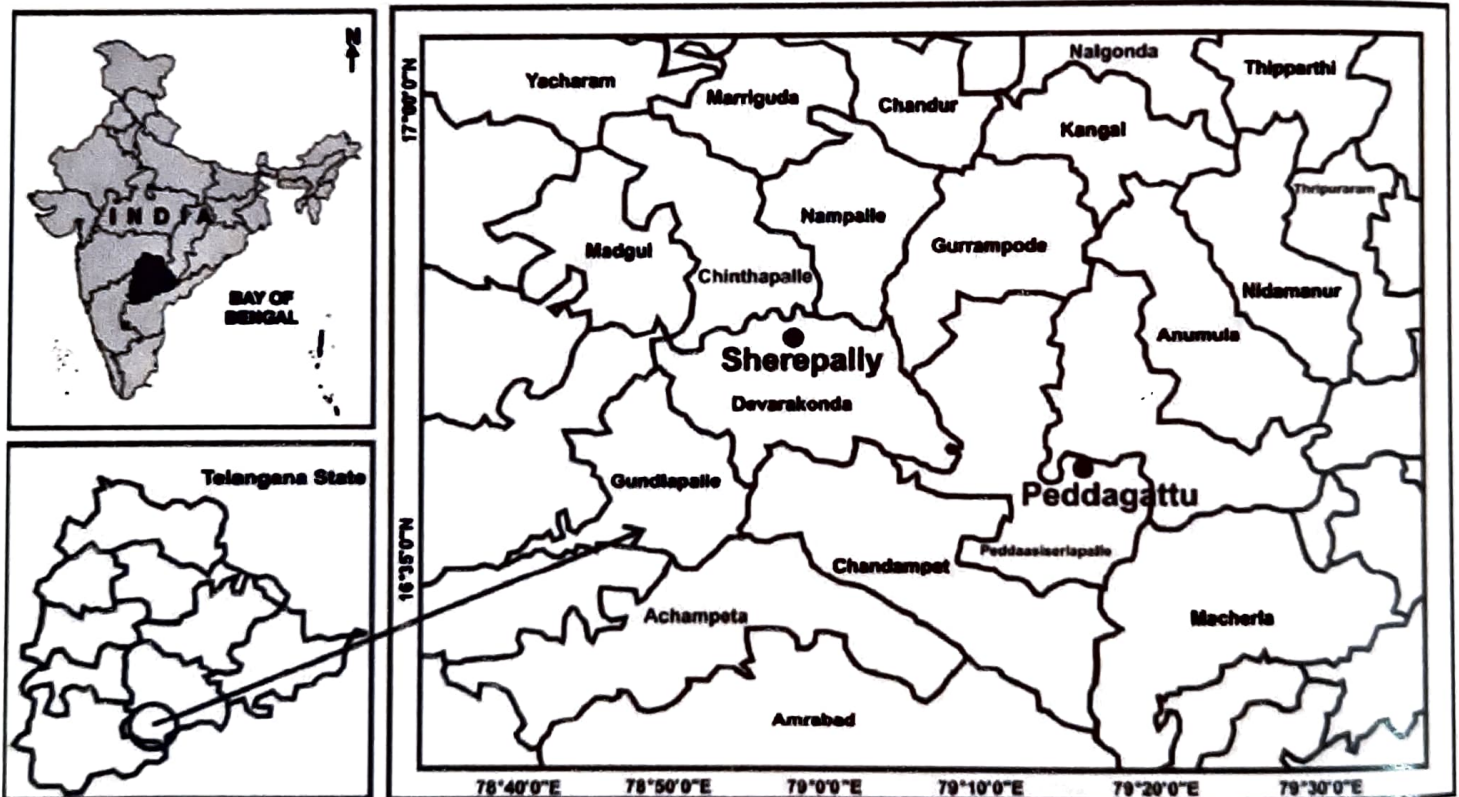 N
INDIA
BAY OF
BENGAL
Telangana State
17°00'0"N
16°35'0"N
Yacharam
Marriguda
Chandur
Nalgonda
Thipparthi
Kangal
Thripuraram
Nampalle
Gurrampode
Madgul
Chinthapalle
Nidamanur
Anumula
Sherepally
Devarakonda
Gundlapalle
Peddagattu
Peddaasiserlapalle
Chandampet
Achampeta
Macherla
Amrabad
78°40'0"E
78°50'0"E
79°0'0"E
79°10'0"E
79°20'0"E
79°30'0"E